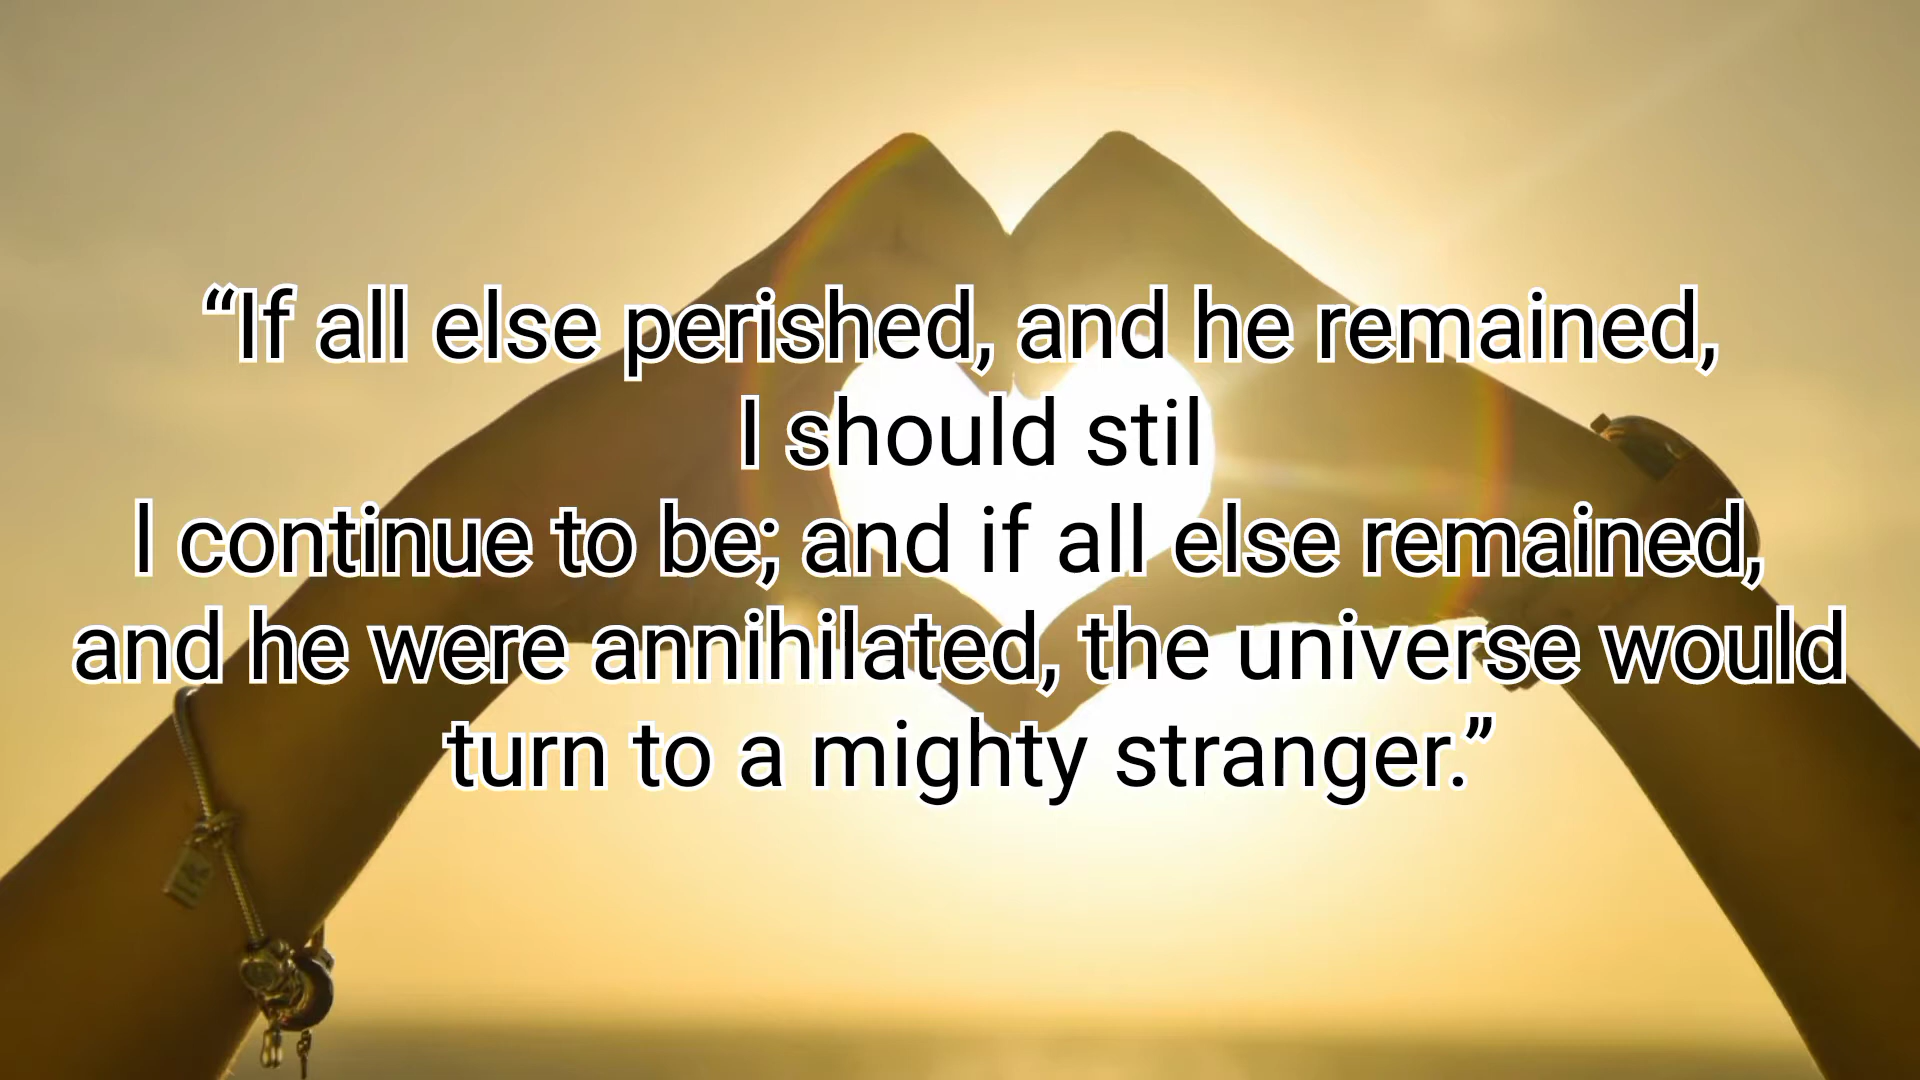 “If all else perished, and he remained,
I should stil
l continue to be; and if all else remained,
and he were annihilated, the universe would
turn to a mighty stranger.”